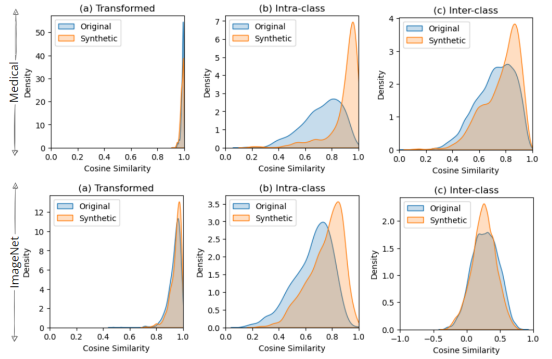 Medical
(a) Transformed
Original
Synthetic
Density
50
40
30
20
10
0
0.0 0.2 0.4 0.6 0.8 1.0
Cosine Similarity
(b) Intra-class
Original
Synthetic
Density
7
6
5
4
3
2
1
0
0.0 0.2 0.4 0.6 0.8 1.0
Cosine Similarity
(c) Inter-class
Original
Synthetic
Density
4
3
2
1
0
0.0 0.2 0.4 0.6 0.8 1.0
Cosine Similarity
ImageNet
(a) Transformed
Original
Synthetic
Density
12
10
8
6
4
2
0
0.0 0.2 0.4 0.6 0.8 1.0
Cosine Similarity
(b) Intra-class
Original
Synthetic
Density
3.5
3.0
2.5
2.0
1.5
1.0
0.5
0.0
0.0 0.2 0.4 0.6 0.8 1.0
Cosine Similarity
(c) Inter-class
Original
Synthetic
Density
2.0
1.5
1.0
0.5
0.0
−1.0 −0.5 0.0 0.5 1.0
Cosine Similarity